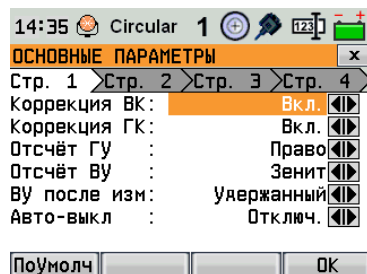 14:35 Circular 1 123
ОСНОВНЫЕ ПАРАМЕТРЫ x
Стр. 1 Стр. 2 Стр. 3 Стр. 4
Коррекция ВК: Вкл.
Коррекция ГК: Вкл.
Отсчёт ГУ : Право
Отсчёт ВУ : Зенит
ВУ после изм: Удержанный
Авто-выкл : Отключ.
ПоУмолч OK